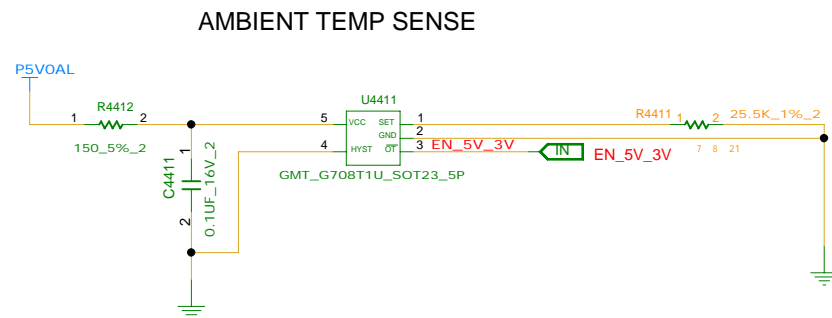 AMBIENT TEMP SENSE
P5V0AL
R4412
1 2
150_5%_2
C4411
1
2
0.1UF_16V_2
U4411
5 VCC SET 1
GND 2
4 HYST OT 3
GMT_G708T1U_SOT23_5P
EN_5V_3V
IN
EN_5V_3V
R4411 1 2 25.5K_1%_2
7 8 21